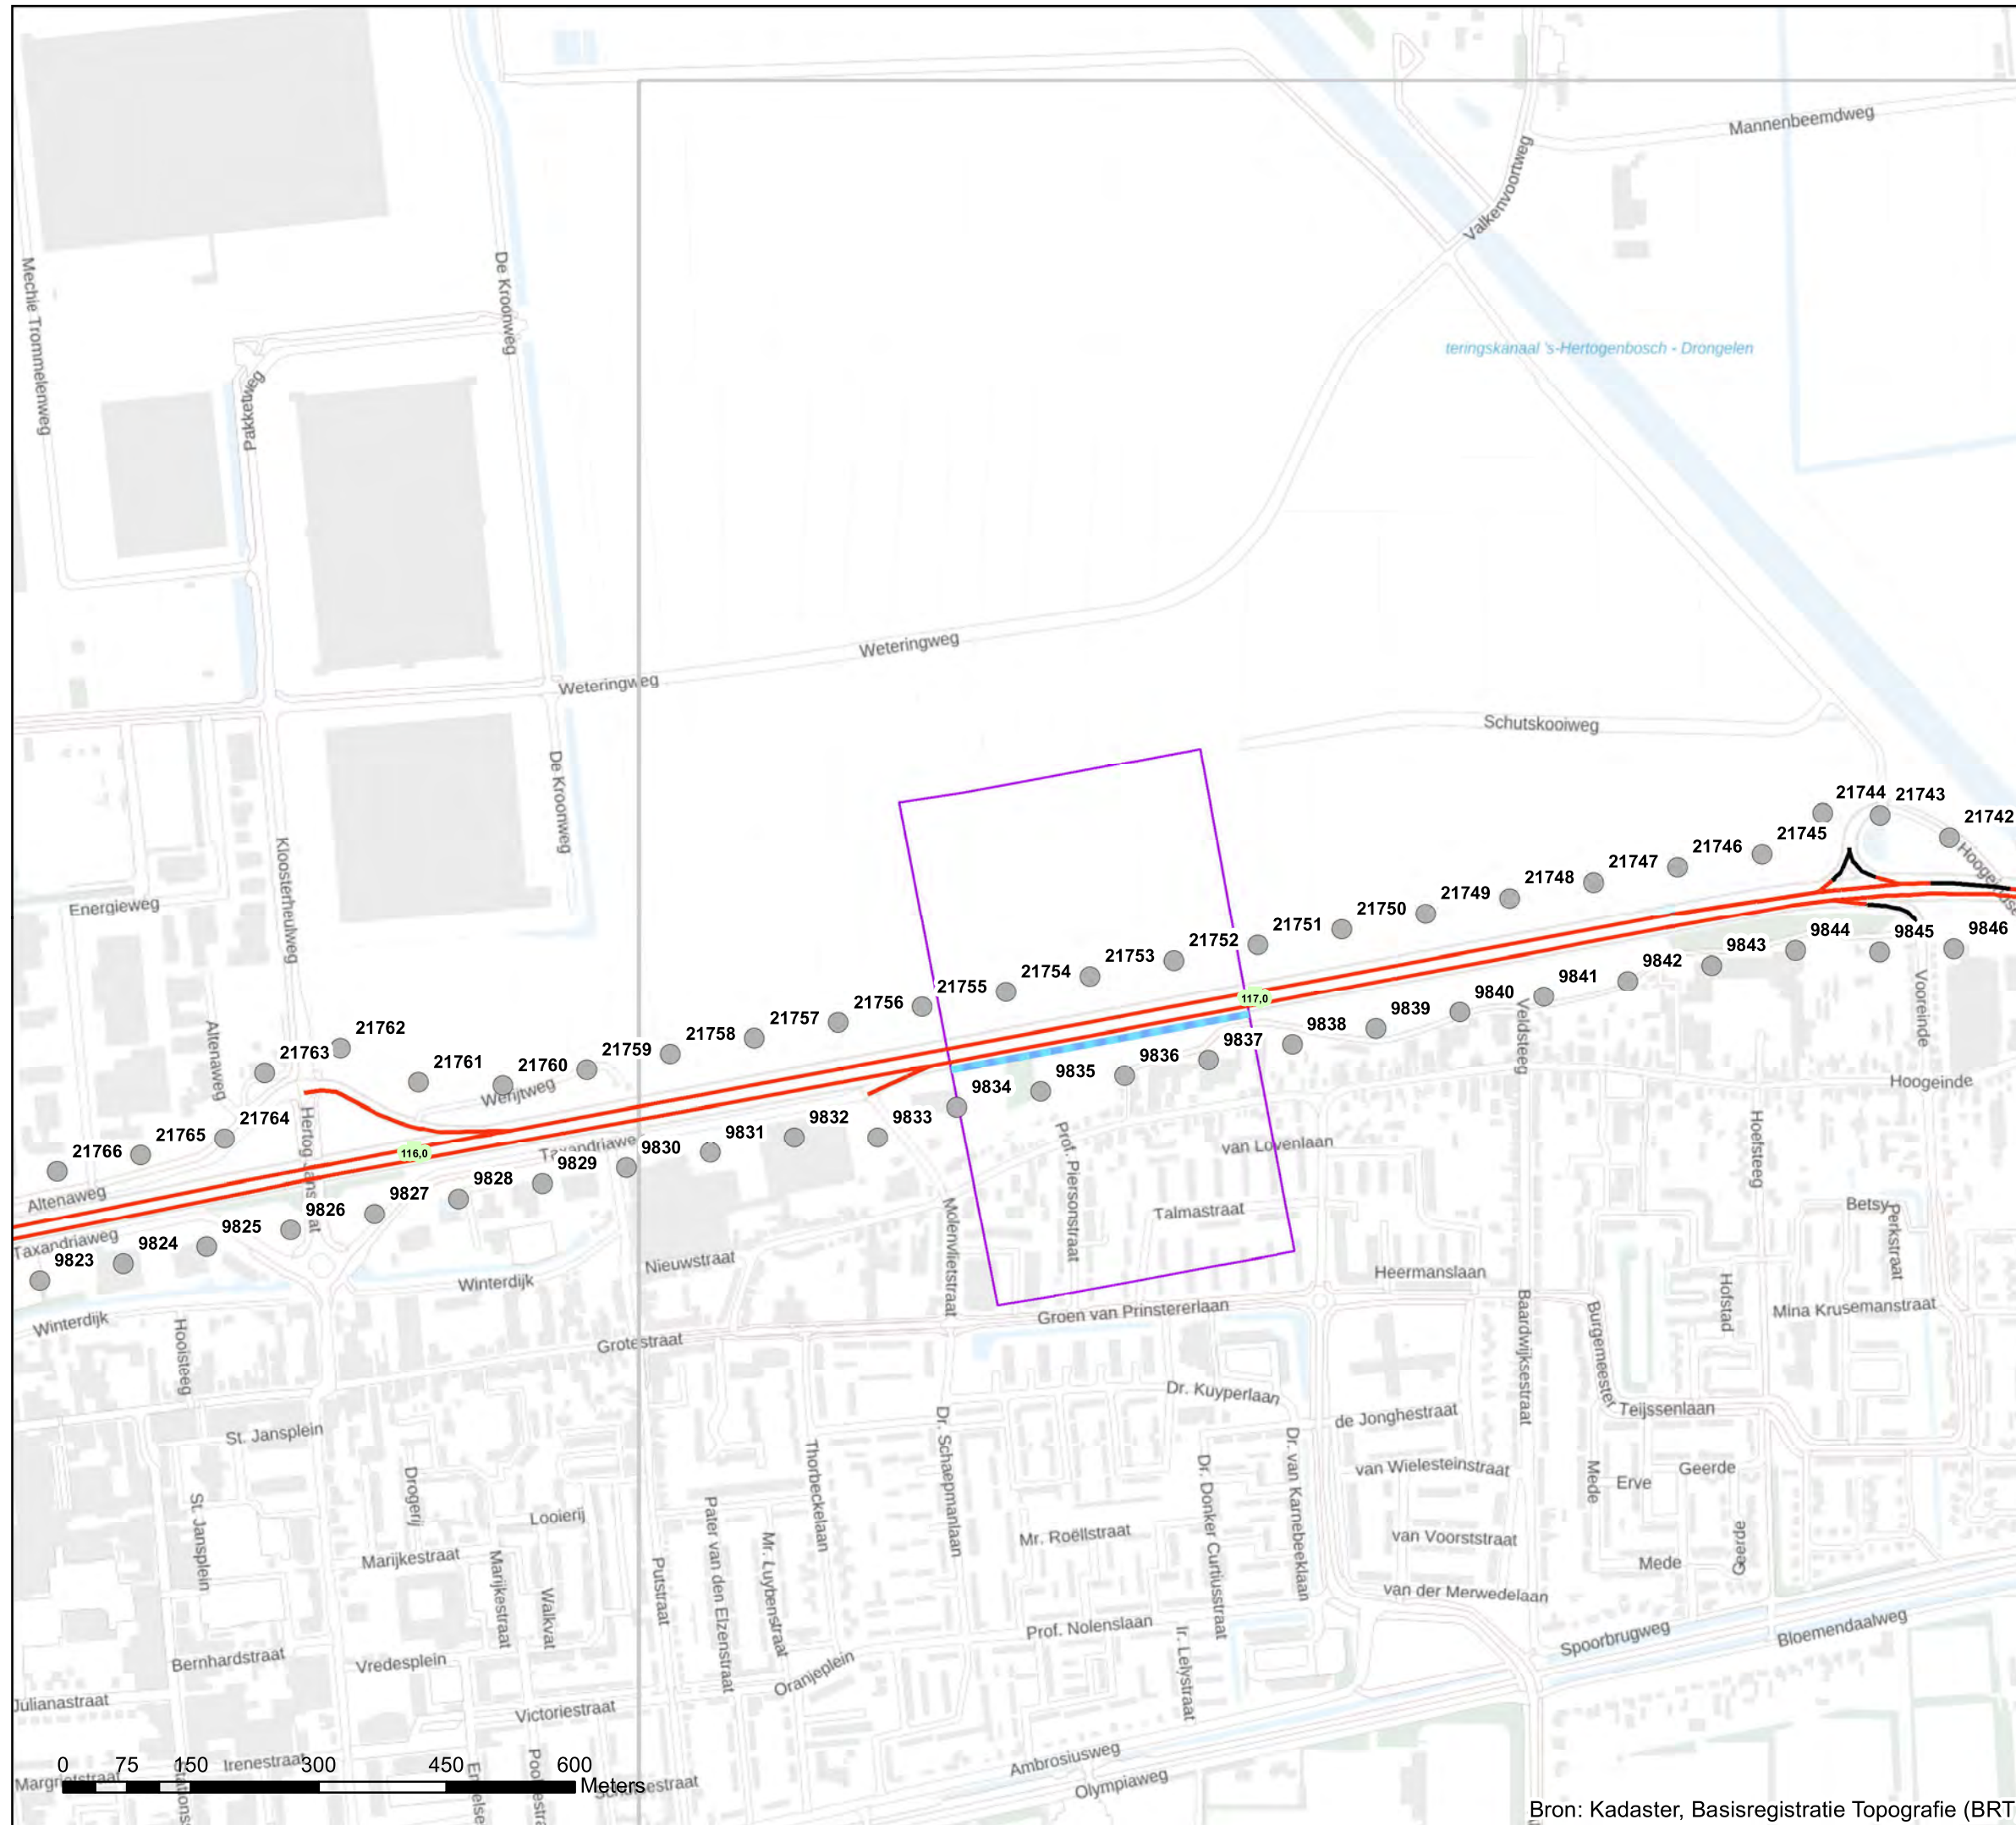 Mannenbeemdweg
Valkenvoortweg
De Kroonweg
Mechie Trommelenweg
Pakketweg
teringskanaal 's-Hertogenbosch - Drongelen
Weteringweg
Weteringweg
Schutskooiweg
De Kroonweg
Kloosterheulweg
Energieweg
21744
21743
21742
21745
21746
21747
21748
21749
21750
21751
21752
21753
21754
21755
21756
21757
21758
21759
21760
21761
21762
21763
21764
21765
21766
117,0
116,0
Altenaweg
Werijtweg
Hertog Jans
Altenaweg
Taxandriaweg
9823
9824
9825
9826
9827
9828
9829
9830
9831
9832
9833
9834
9835
9836
9837
9838
9839
9840
9841
9842
9843
9844
9845
9846
Veldsteeg
Vooreinde
Hoogeinde
van Lovenlaan
Prof. Piersonstraat
Talmastraat
Molenvlietstraat
Hoefsteeg
Betsy
Perkstraat
Nieuwstraat
Winterdijk
Winterdijk
Heermanslaan
Groen van Prinstererlaan
Grotestraat
Hooisteeg
Baardwijksestraat
Burgemeester
Hofstad
Mina Krusemanstraat
Dr. Kuyperlaan
de Jonghestraat
Teijssenlaan
St. Jansplein
St. Jansplein
Drogerij
Looierij
Thorbeckelaan
Dr. Schaepmanlaan
Dr. Donker Curtiusstraat
Dr. van Karnebeeklaan
van Wielesteinstraat
Mede
Erve
Geerde
Geerde
Mr. Roëllstraat
van Voorststraat
Mede
Marijkestraat
Marijkestraat
Walkvat
Putstraat
Pater van den Elzenstraat
Mr. Luybenstraat
van der Merwedelaan
Prof. Nolenslaan
Ir. Lelystraat
Spoorbrugweg
Bloemendaalweg
Bernhardstraat
Vredesplein
Oranjeplein
Julianastraat
Victoriestraat
Irenestraat
Ambrosiusweg
Olympiaweg
0 75 150 300 450 600
Meters
Bron: Kadaster, Basisregistratie Topografie (BRT